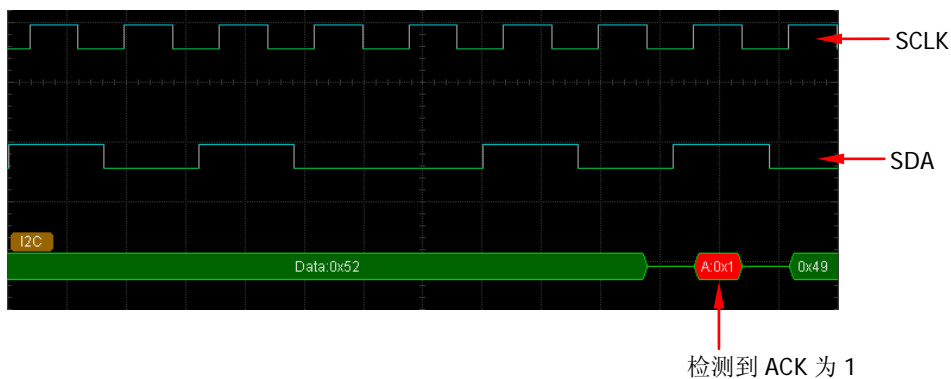 SCLK
SDA
I2C
Data:0x52
A:0x1
0x49
检测到 ACK 为 1